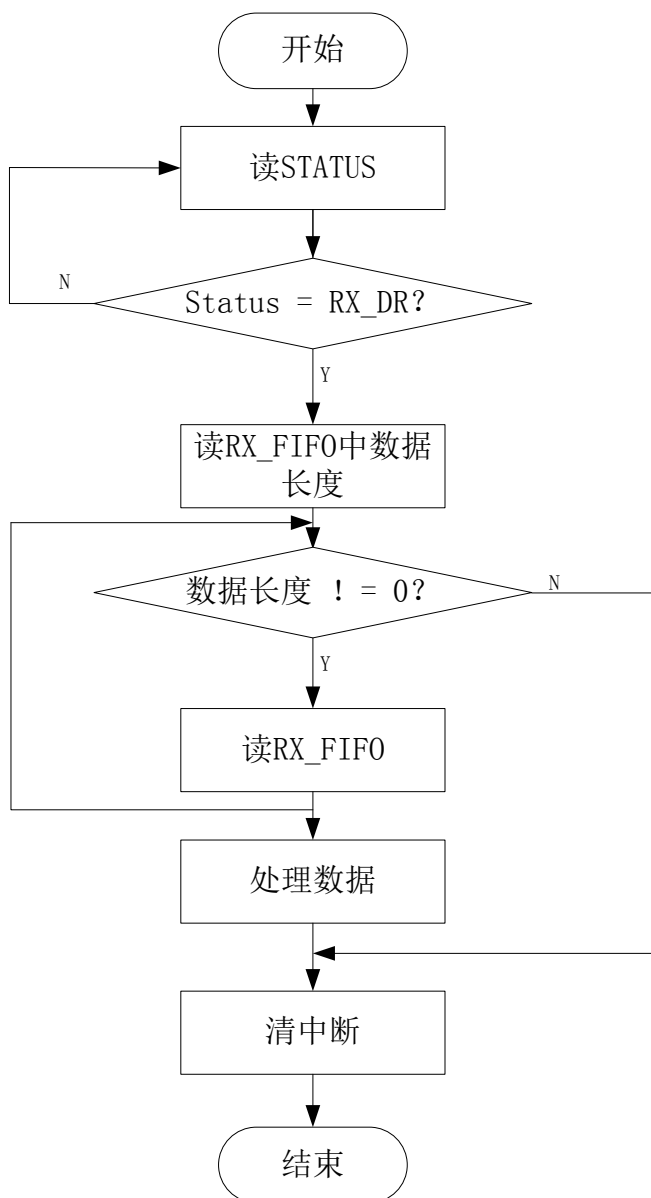 开始
读STATUS
N
Status = RX_DR?
Y
读RX_FIFO中数据
长度
数据长度 ！= 0?
N
Y
读RX_FIFO
处理数据
清中断
结束